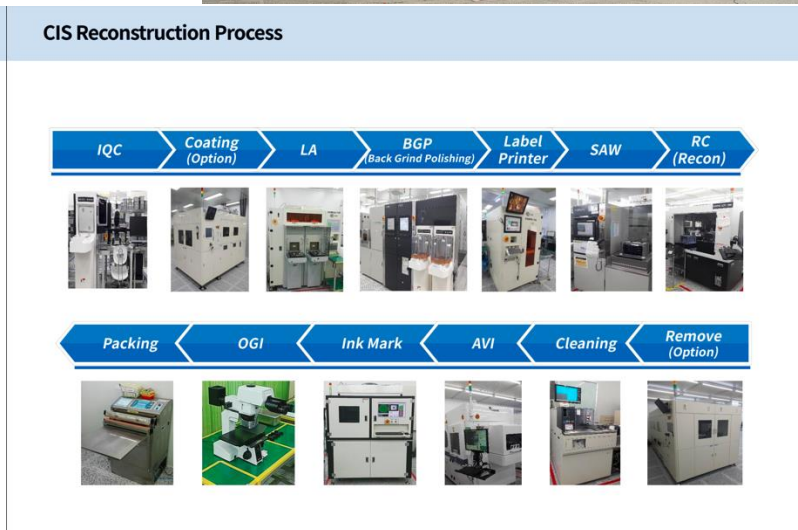 CIS Reconstruction Process
IQC
Coating
(Option)
LA
BGP
(Back Grind Polishing)
Label
Printer
SAW
RC
(Recon)
Packing
OGI
Ink Mark
AVI
Cleaning
Remove
(Option)